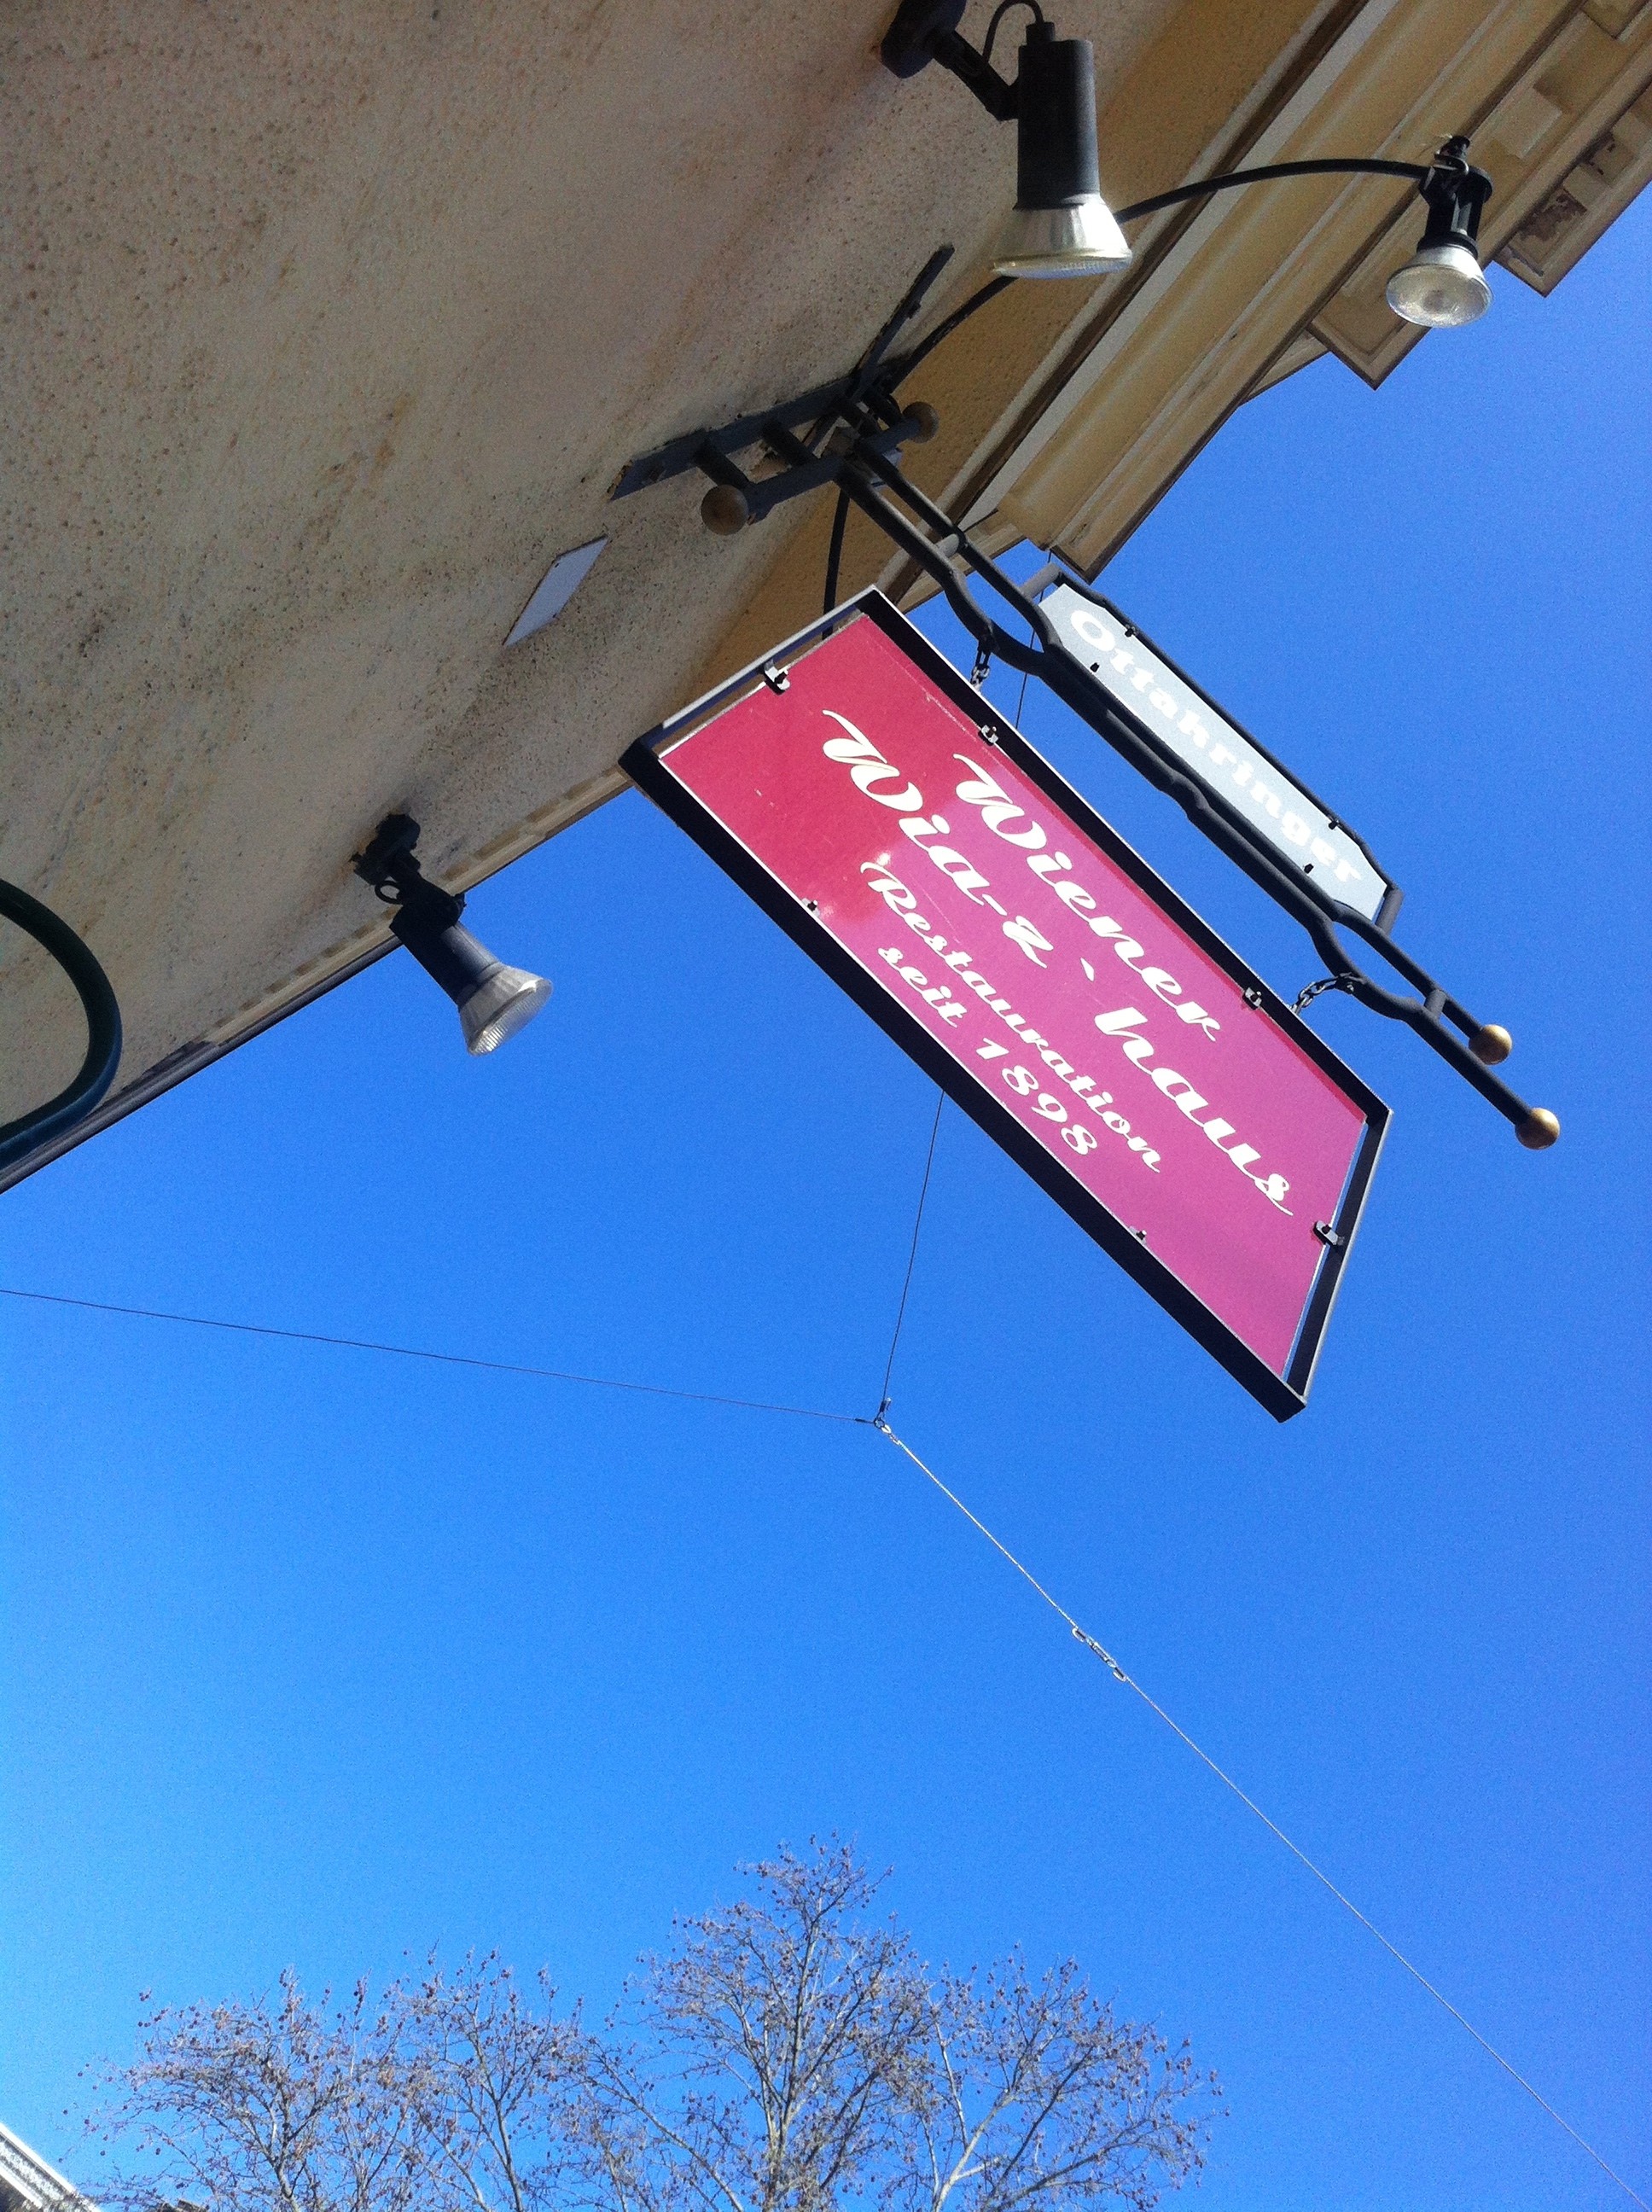 Ottakringer
Wiener
Wia-z`haus
Restauration
seit 1898